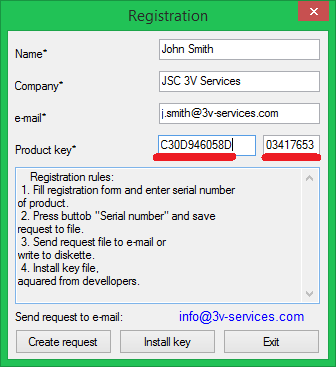 Registration
Name* John Smith
Company* JSC 3V Services
e-mail* j.smith@3v-services.com
Product key* C30D946058D 03417653
Registration rules:
1. Fill registration form and enter serial number
of product.
2. Press buttob "Serial number" and save
request to file.
3. Send request file to e-mail or
write to diskette.
4. Install key file,
aquared from devellopers.
Send request to e-mail: info@3v-services.com
Create request Install key Exit